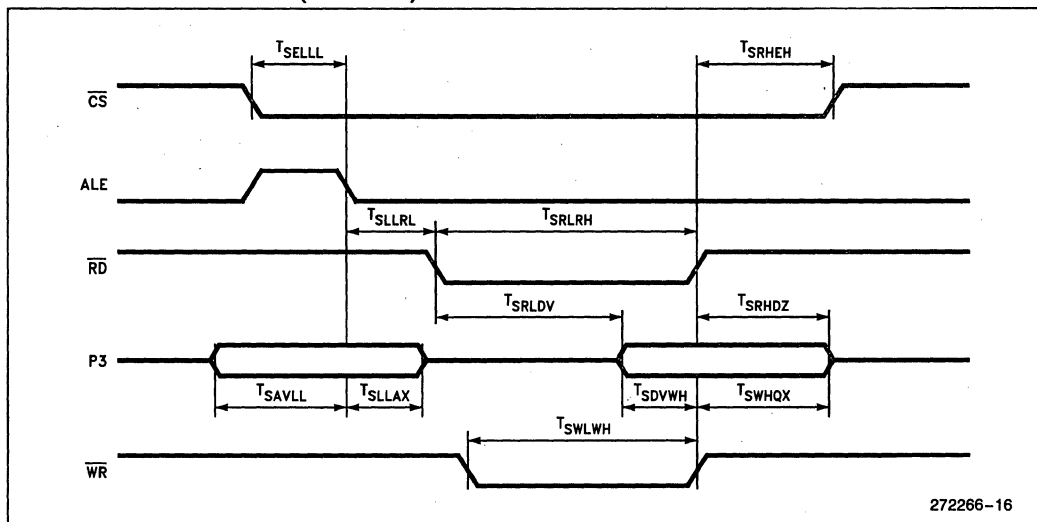 T_SELLL T_SRHEH
CS
ALE
T_SLLRL T_SRLRH
RD
T_SRLDV T_SRHDZ
P3
T_SAVLL T_SLLAX T_SDVWH T_SWHQX
T_SWLWH
WR
272266-16